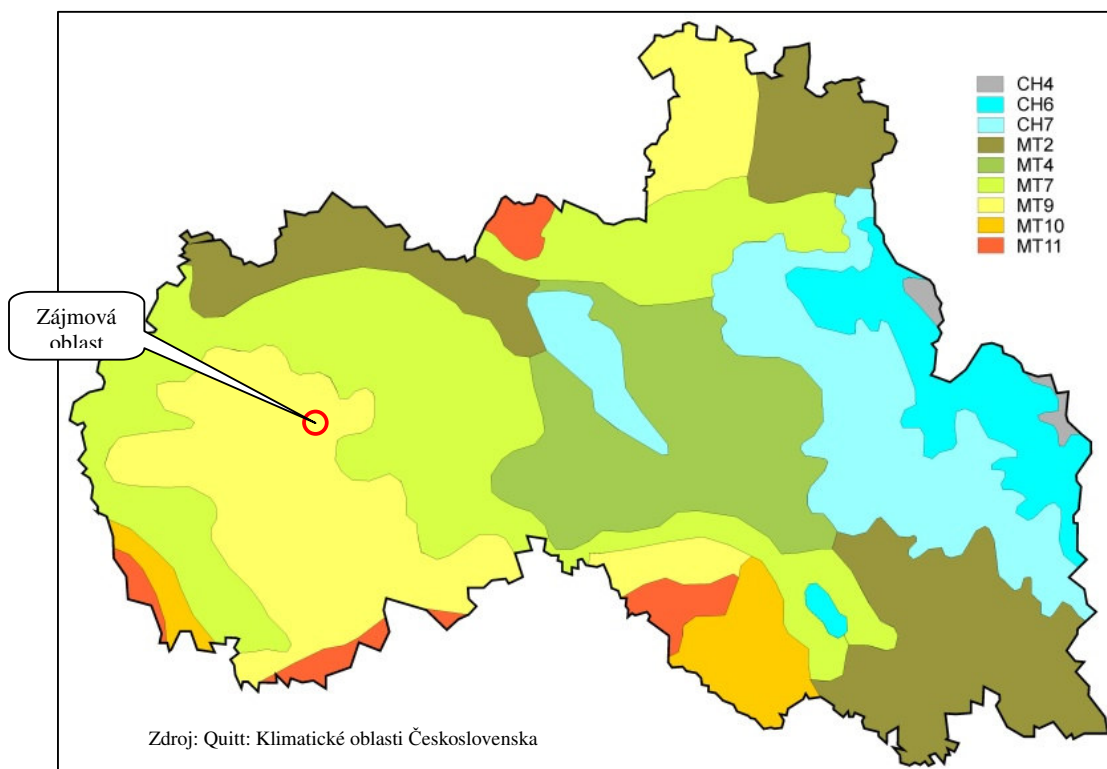 CH4
CH6
CH7
MT2
MT4
MT7
MT9
MT10
MT11
Zájmová
oblast
Zdroj: Quitt: Klimatické oblasti Československa